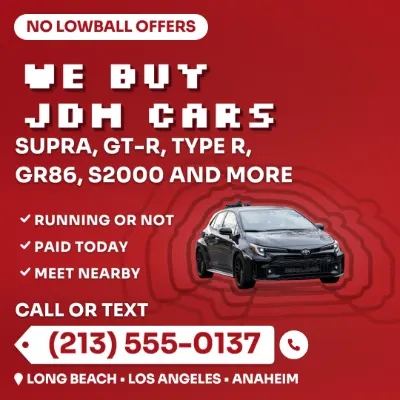 NO LOWBALL OFFERS
WE BUY
JDM CARS
SUPRA, GT-R, TYPE R,
GR86, S2000 AND MORE
RUNNING OR NOT
PAID TODAY
MEET NEARBY
CALL OR TEXT
(213) 555-0137
LONG BEACH • LOS ANGELES • ANAHEIM